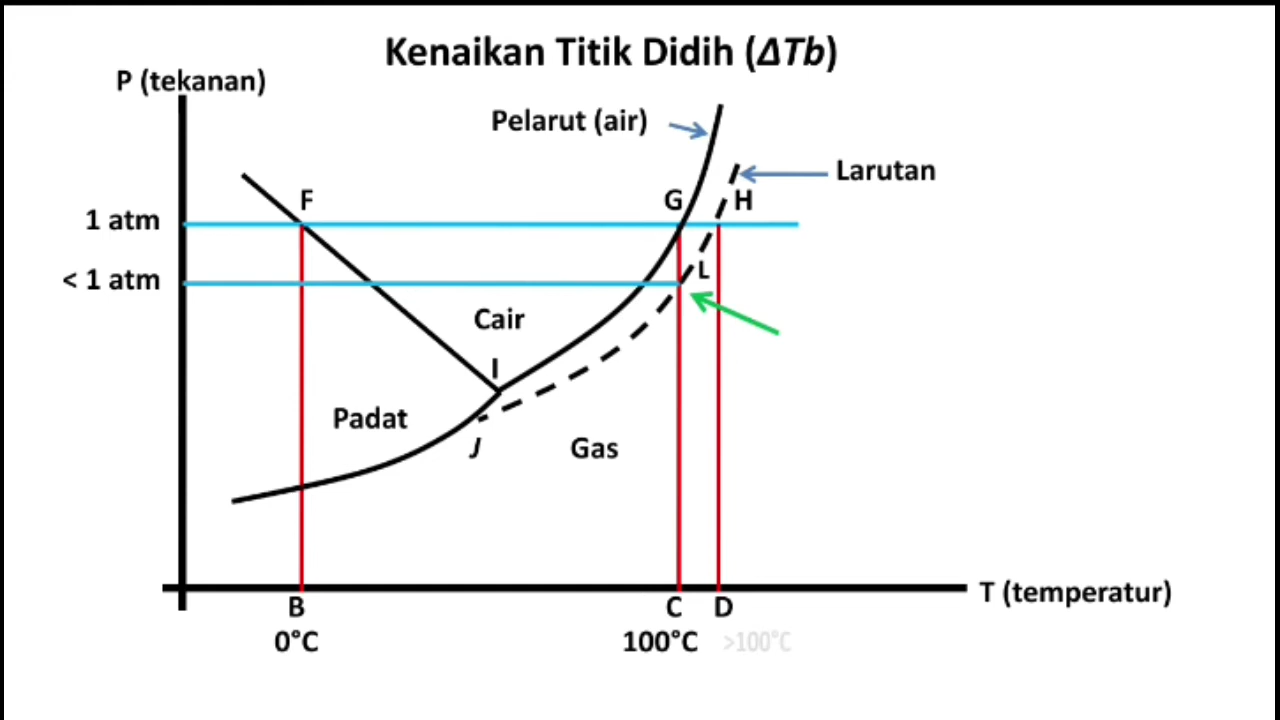 Kenaikan Titik Didih (ΔTb)
P (tekanan)
Pelarut (air)
Larutan
F
G
H
1 atm
L
< 1 atm
Cair
I
Padat
J
Gas
T (temperatur)
B
C
D
0°C
100°C
>100°C